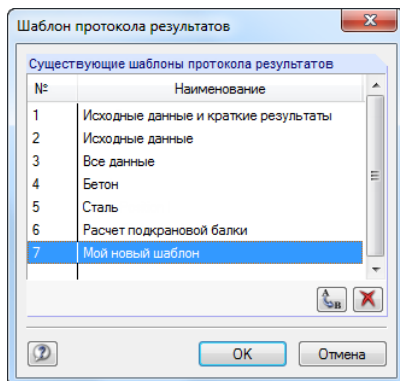 Шаблон протокола результатов
Существующие шаблоны протокола результатов
№ Наименование
1 Исходные данные и краткие результаты
2 Исходные данные
3 Все данные
4 Бетон
5 Сталь
6 Расчет подкрановой балки
7 Мой новый шаблон
A B
OK Отмена